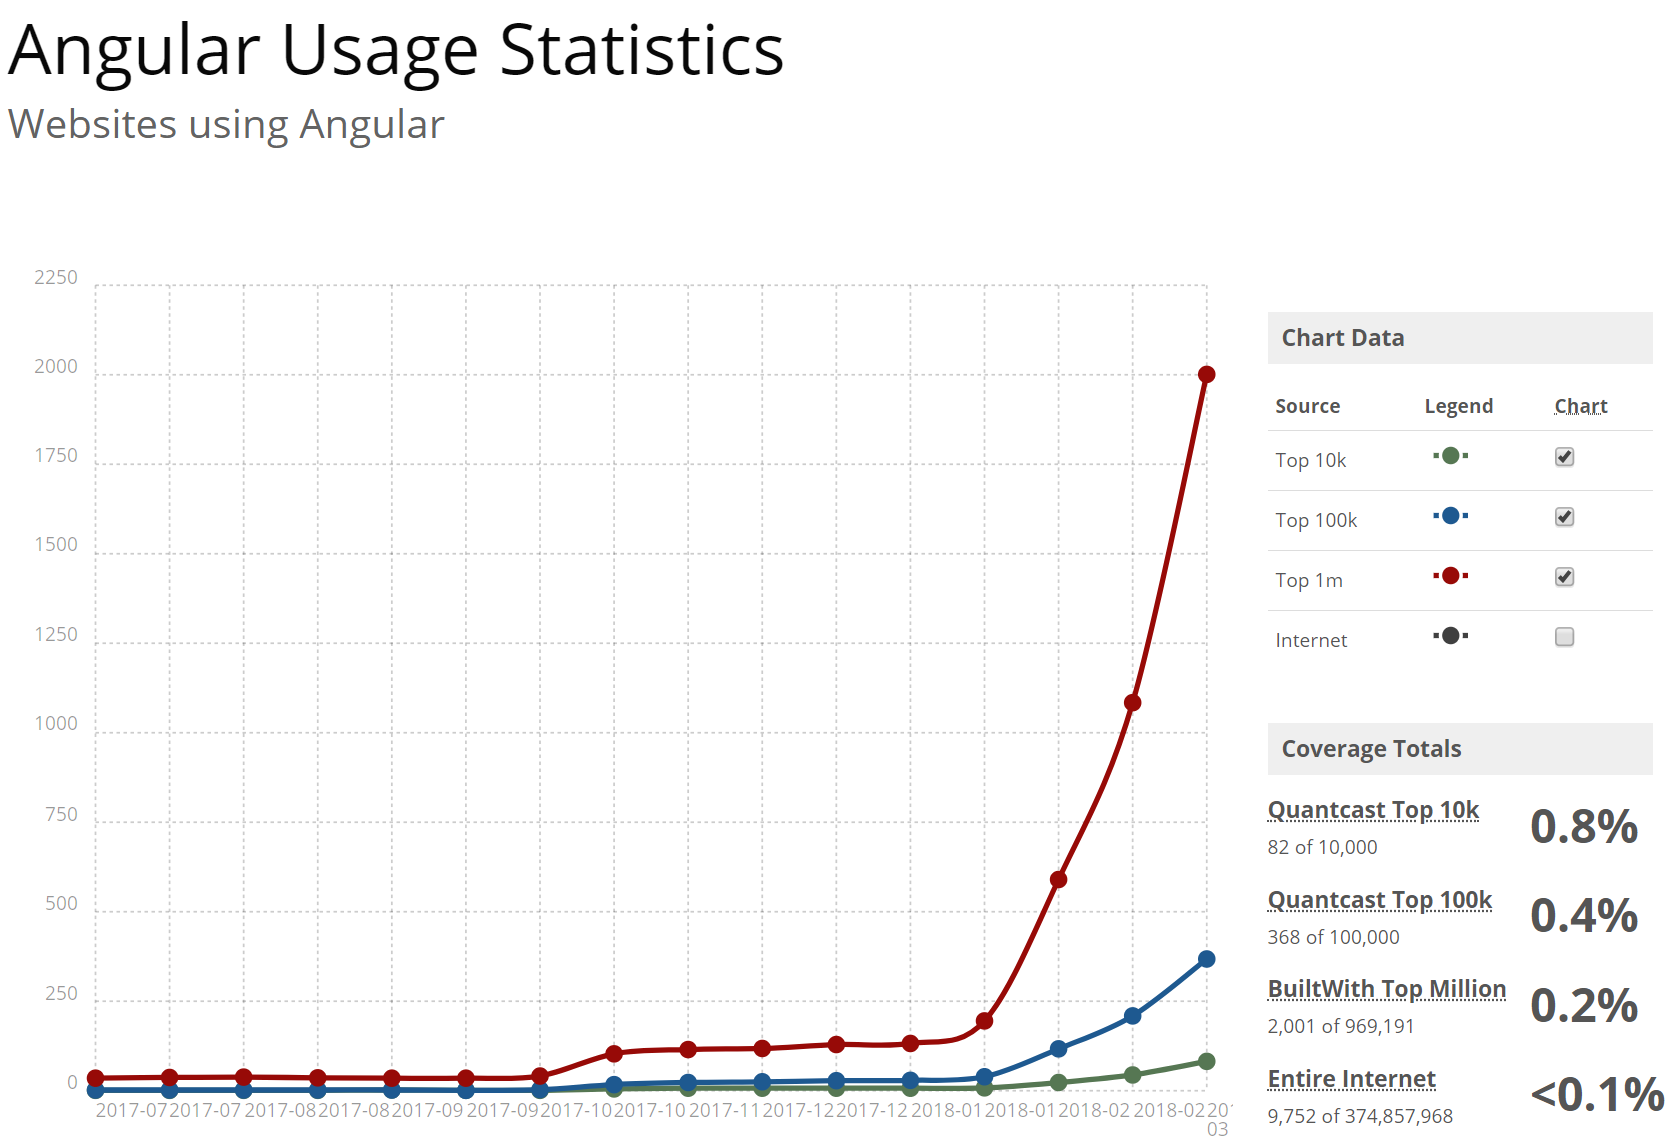 Angular Usage Statistics
Websites using Angular
2250
2000
1750
1500
1250
1000
750
500
250
0
2017-07 2017-07 2017-08 2017-08 2017-09 2017-09 2017-10 2017-10 2017-11 2017-12 2017-12 2018-01 2018-01 2018-02 2018-02 201
03
Chart Data
Source Legend Chart
Top 10k
Top 100k
Top 1m
Internet
Coverage Totals
Quantcast Top 10k 0.8%
82 of 10,000
Quantcast Top 100k 0.4%
368 of 100,000
BuiltWith Top Million 0.2%
2,001 of 969,191
Entire Internet <0.1%
9,752 of 374,857,968